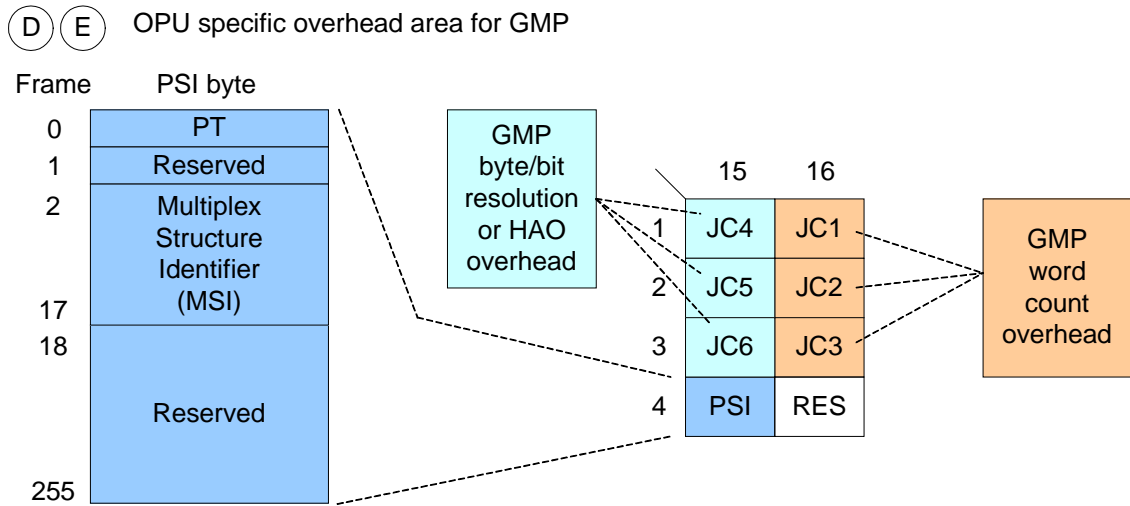 D E OPU specific overhead area for GMP
Frame PSI byte
0 PT
1 Reserved
2 Multiplex
Structure
Identifier
(MSI)
17
18
Reserved
255
GMP
byte/bit
resolution
or HAO
overhead
15 16
1 JC4 JC1
2 JC5 JC2
3 JC6 JC3
4 PSI RES
GMP
word
count
overhead